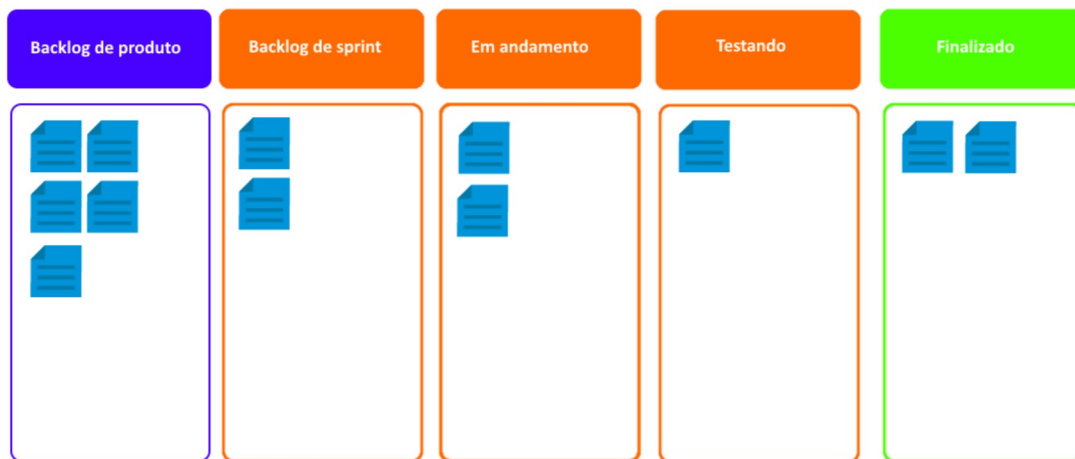 Backlog de produto
Backlog de sprint
Em andamento
Testando
Finalizado